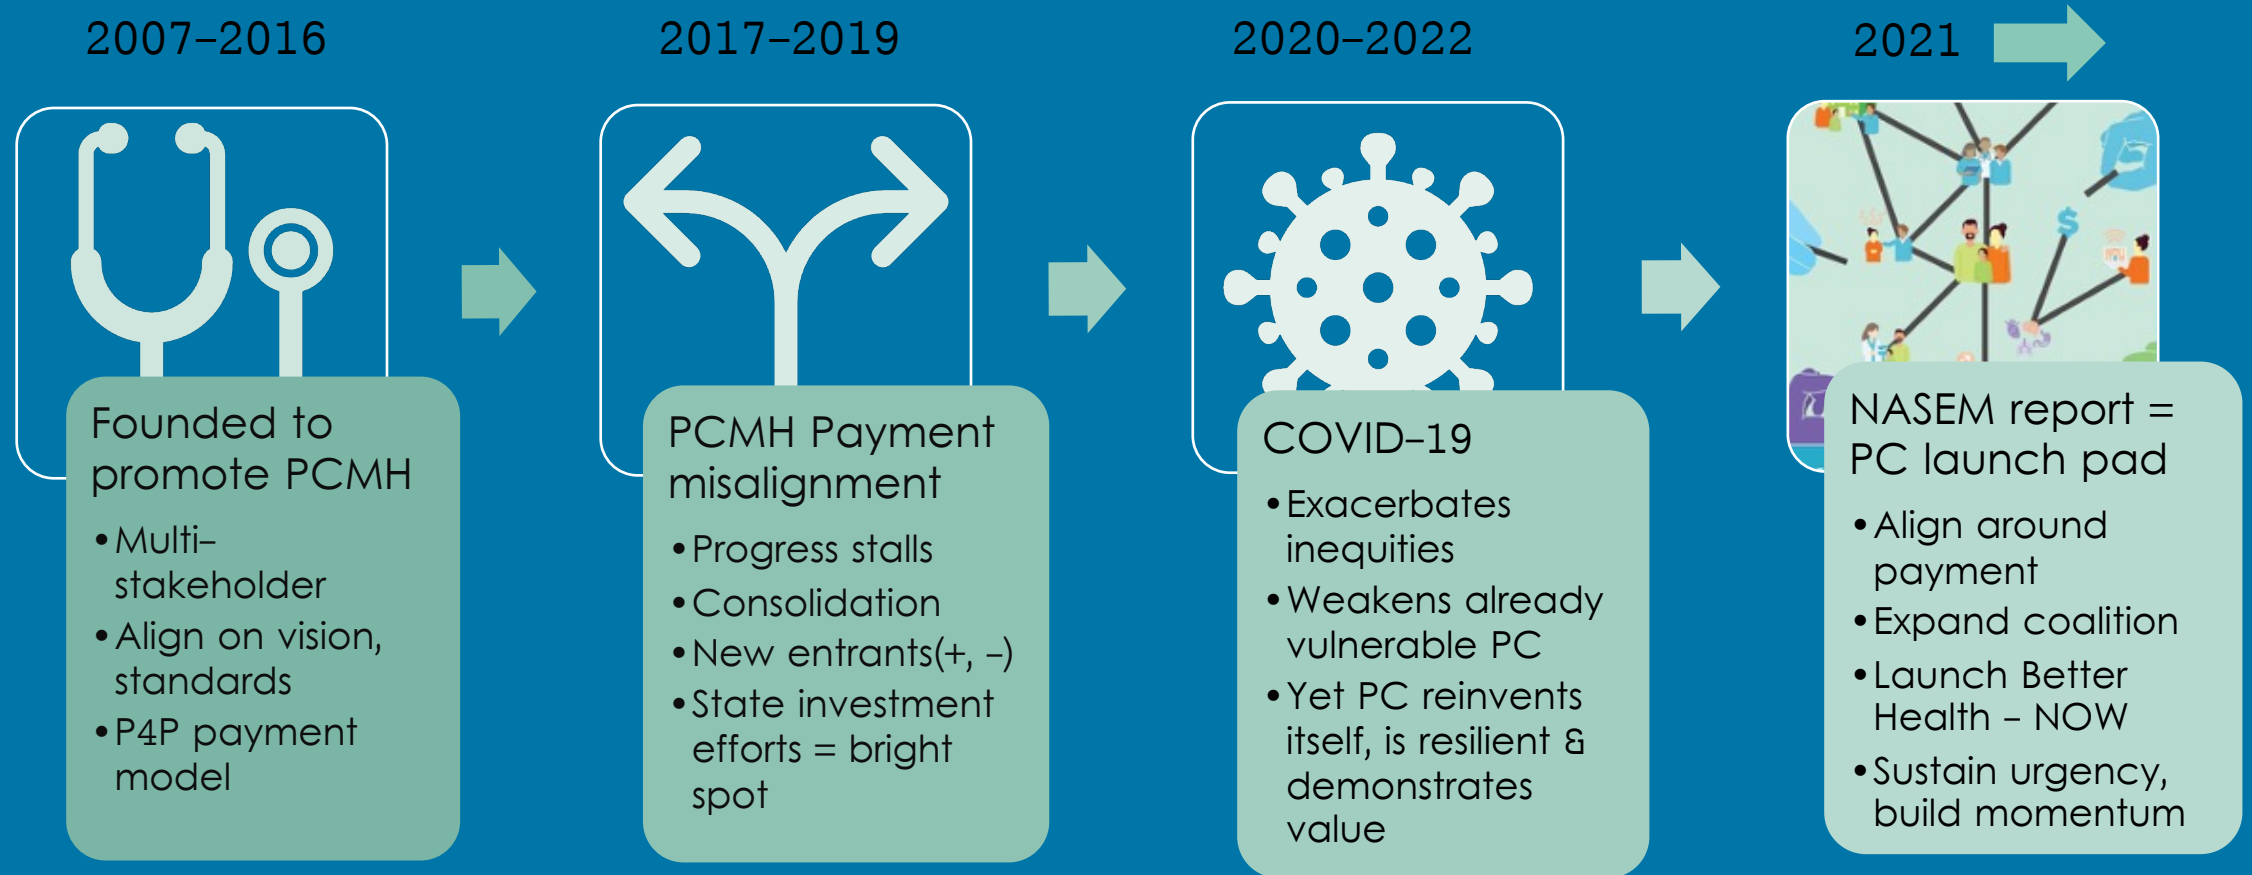 2007–2016
Founded to
promote PCMH
•Multi–
stakeholder
•Align on vision,
standards
•P4P payment
model
2017–2019
PCMH Payment
misalignment
•Progress stalls
•Consolidation
•New entrants(+, –)
•State investment
efforts = bright
spot
2020–2022
COVID–19
•Exacerbates
inequities
•Weakens already
vulnerable PC
•Yet PC reinvents
itself, is resilient &
demonstrates
value
2021
NASEM report =
PC launch pad
•Align around
payment
•Expand coalition
•Launch Better
Health – NOW
•Sustain urgency,
build momentum
$